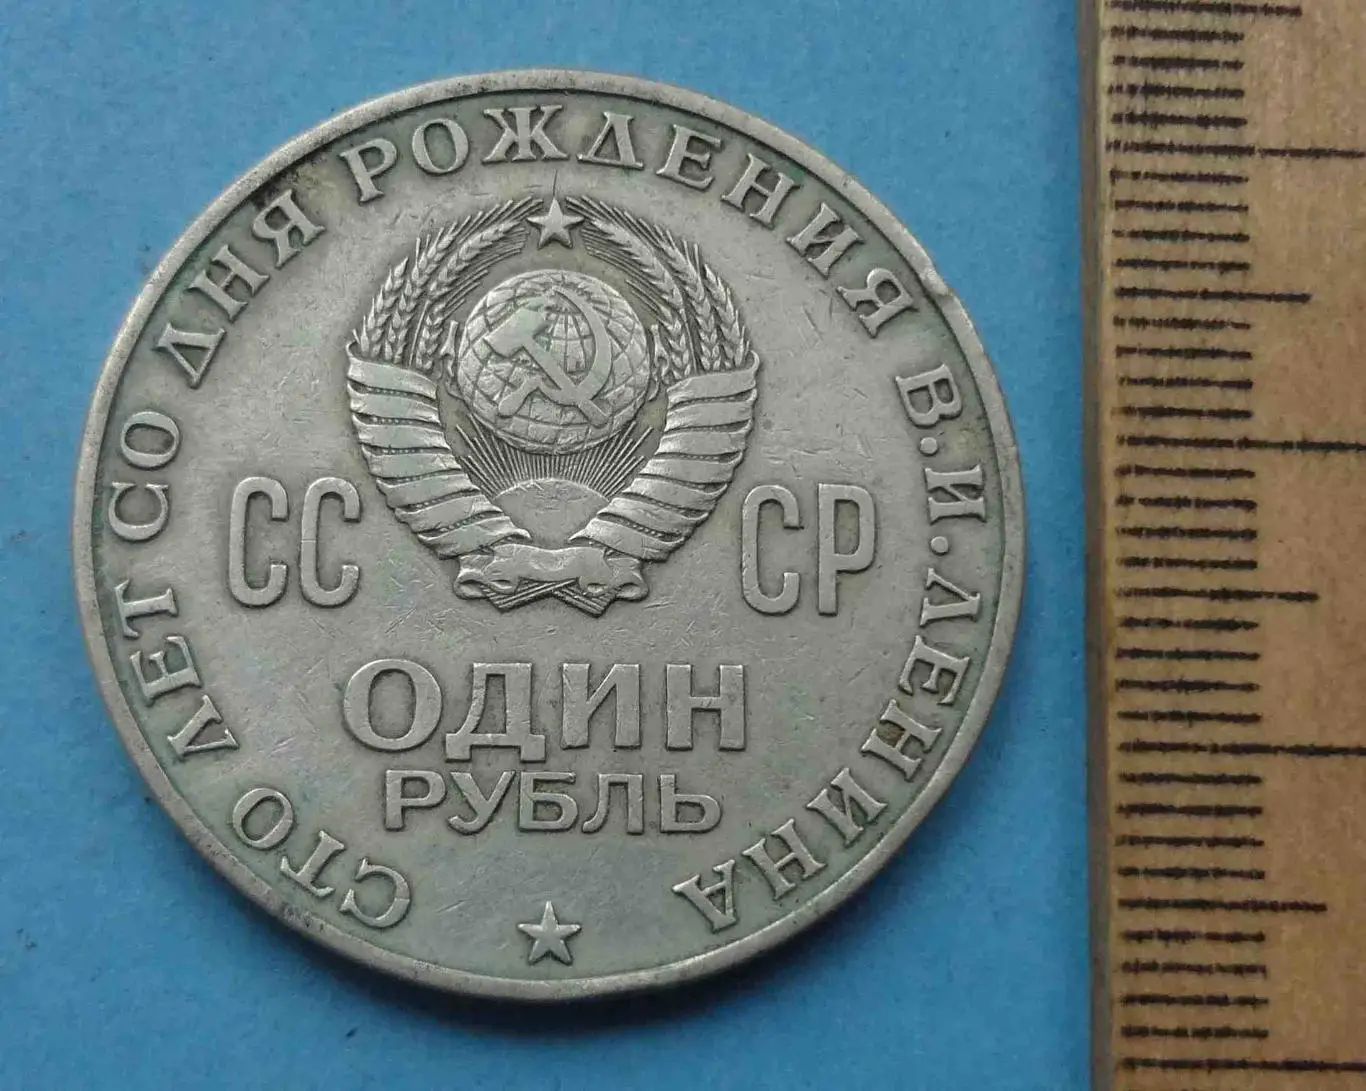 СТО ЛЕТ СО ДНЯ РОЖДЕНИЯ В.И.ЛЕНИНА
СС СР
ОДИН
РУБЛЬ